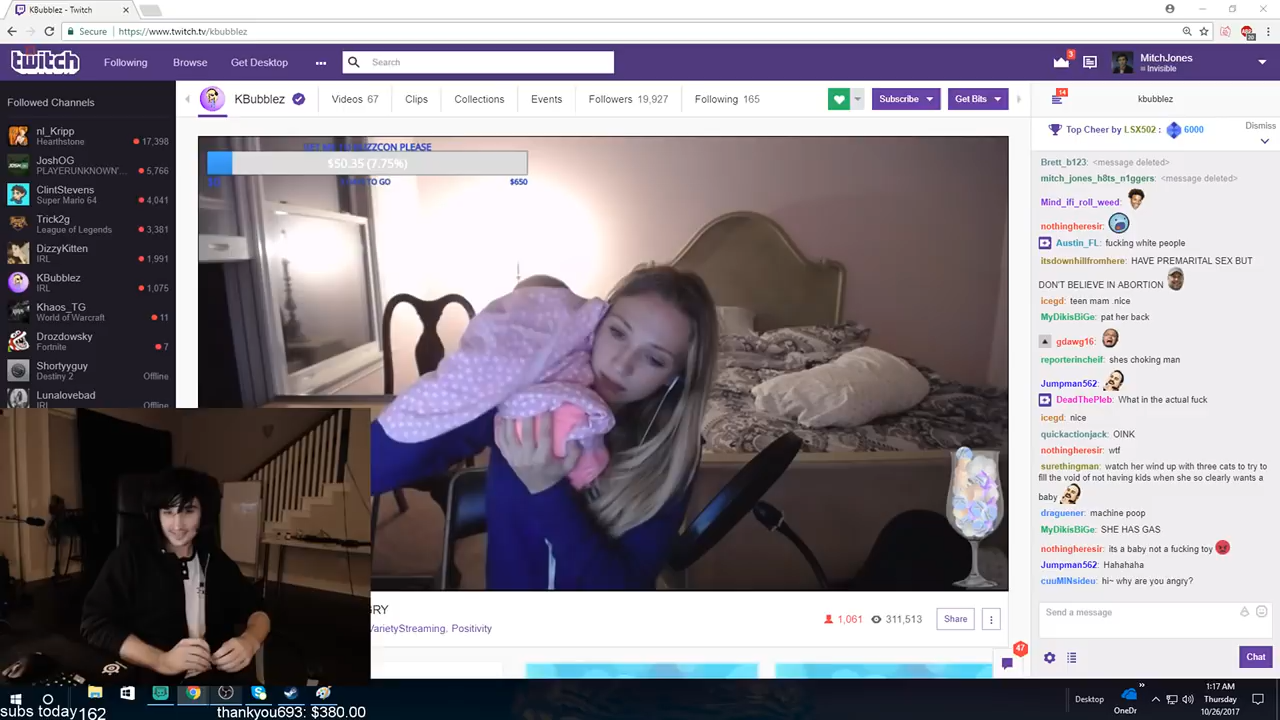 KBubblez - Twitch
Secure
https://www.twitch.tv/kbubblez
twitch
Following
Browse
Get Desktop
Search
3
MitchJones
Invisible
Followed Channels
nl_Kripp
Hearthstone
17,398
JoshOG
PLAYERUNKNOWN'...
5,766
ClintStevens
Super Mario 64
4,041
Trick2g
League of Legends
3,381
DizzyKitten
IRL
1,991
KBubblez
IRL
1,075
Khaos_TG
World of Warcraft
11
Drozdowsky
Fortnite
7
Shortyyguy
Destiny 2
Offline
Lunalovebad
IRL
Offline
KBubblez
Videos 67
Clips
Collections
Events
Followers 19,927
Following 165
Subscribe
Get Bits
PLEASE
$50.35 (7.75%)
TO GO
$650
RY
VarietyStreaming, Positivity
1,061
311,513
Share
47
14
kbubblez
Top Cheer by LSX502 : 6000
Dismiss
Brett_b123: <message deleted>
mitch_jones_h8ts_n1ggers: <message deleted>
Mind_ifi_roll_weed:
nothingheresir:
Austin_FL: fucking white people
itsdownhillfromhere: HAVE PREMARITAL SEX BUT
DON'T BELIEVE IN ABORTION
icegd: teen mam .nice
MyDikisBiGe: pat her back
gdawg16:
reporterincheif: shes choking man
Jumpman562:
DeadThePleb: What in the actual fuck
icegd: nice
quickactionjack: OINK
nothingheresir: wtf
surethingman: watch her wind up with three cats to try to
fill the void of not having kids when she so clearly wants a
baby
draguener: machine poop
MyDikisBiGe: SHE HAS GAS
nothingheresir: its a baby not a fucking toy
Jumpman562: Hahahaha
cuuMINsideu: hi~ why are you angry?
Send a message
Chat
subs today 162
thankyou693: $380.00
Desktop
OneDr
1:17 AM
Thursday
10/26/2017